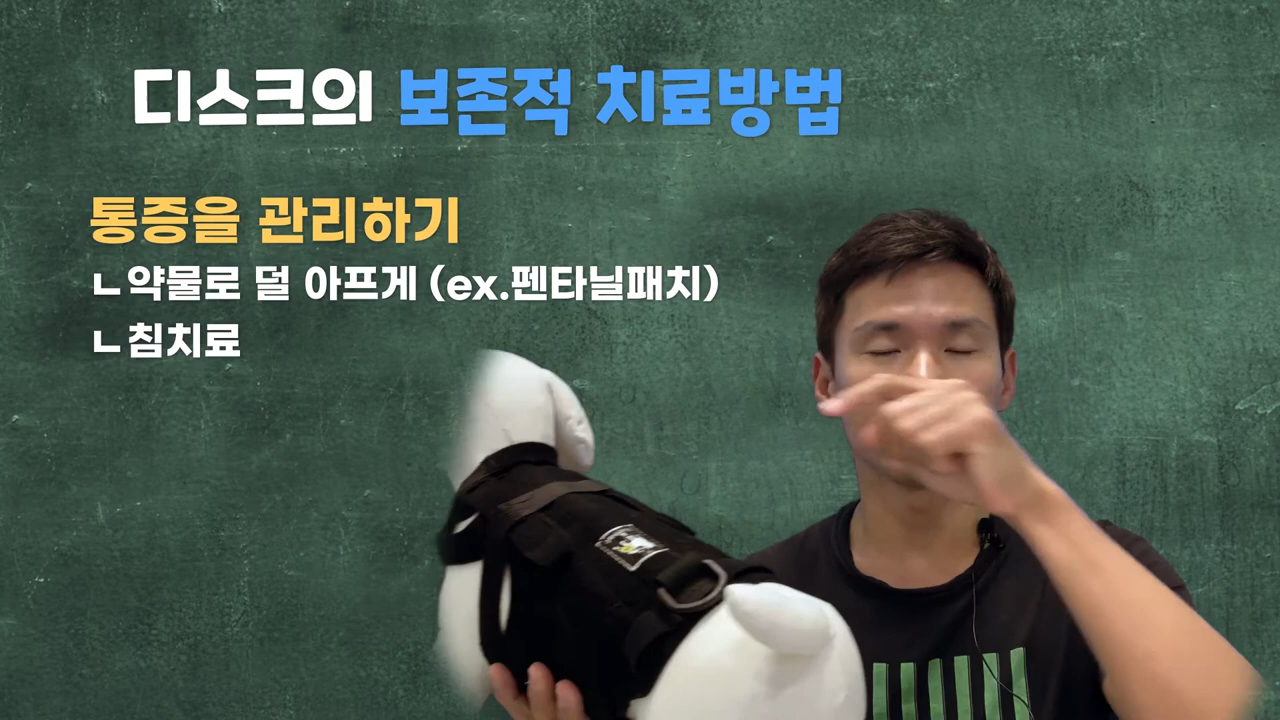 디스크의 보존적 치료방법
통증을 관리하기
ㄴ약물로 덜 아프게 (ex.펜타닐패치)
ㄴ침치료